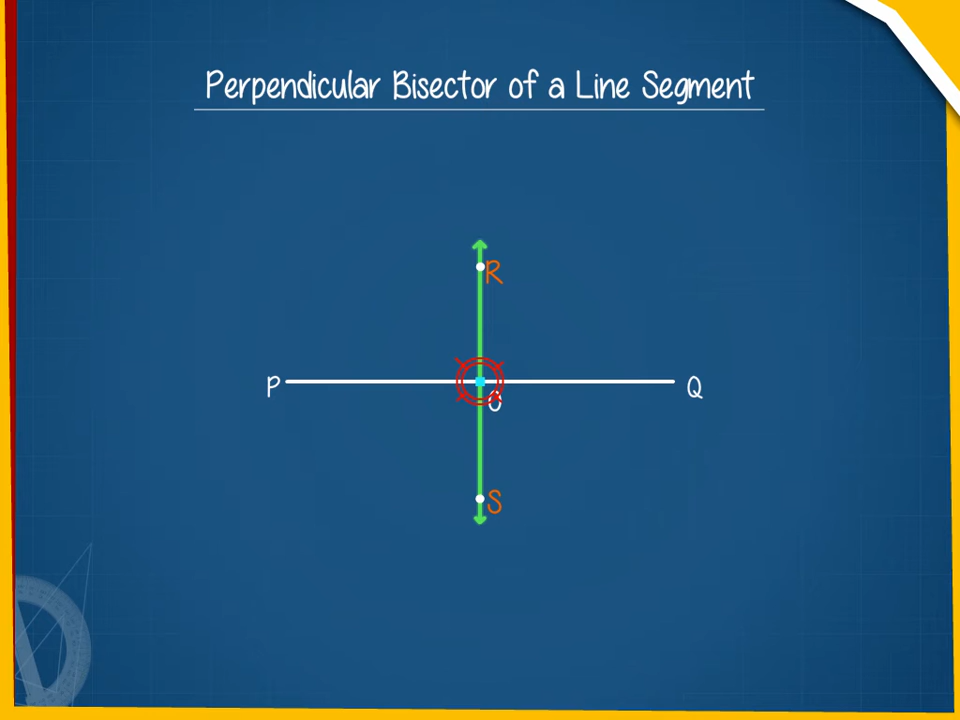 Perpendicular Bisector of a Line Segment
R
P
Q
O
S